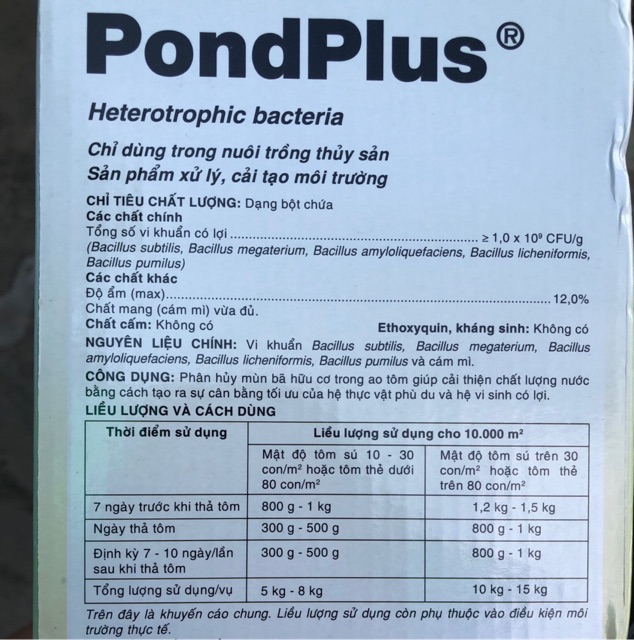 PondPlus®
Heterotrophic bacteria
Chỉ dùng trong nuôi trồng thủy sản
Sản phẩm xử lý, cải tạo môi trường
CHỈ TIÊU CHẤT LƯỢNG: Dạng bột chứa
Các chất chính
Tổng số vi khuẩn có lợi ........ ≥ 1,0 x 10⁹ CFU/g
(Bacillus subtilis, Bacillus megaterium, Bacillus amyloliquefaciens, Bacillus licheniformis,
Bacillus pumilus)
Các chất khác
Độ ẩm (max)........ 12,0%
Chất mang (cám mì) vừa đủ.
Chất cấm: Không có Ethoxyquin, kháng sinh: Không có
NGUYÊN LIỆU CHÍNH: Vi khuẩn Bacillus subtilis, Bacillus megaterium, Bacillus
amyloliquefaciens, Bacillus licheniformis, Bacillus pumilus và cám mì.
CÔNG DỤNG: Phân hủy mùn bã hữu cơ trong ao tôm giúp cải thiện chất lượng nước
bằng cách tạo ra sự cân bằng tối ưu của hệ thực vật phù du và hệ vi sinh có lợi.
LIỀU LƯỢNG VÀ CÁCH DÙNG
Thời điểm sử dụng Liều lượng sử dụng cho 10.000 m²
Mật độ tôm sú 10 - 30 Mật độ tôm sú trên 30
con/m² hoặc tôm thẻ dưới con/m² hoặc tôm thẻ
80 con/m² trên 80 con/m²
7 ngày trước khi thả tôm 800 g - 1 kg 1,2 kg - 1,5 kg
Ngày thả tôm 300 g - 500 g 800 g - 1 kg
Định kỳ 7 - 10 ngày/lần 300 g - 500 g 800 g - 1 kg
sau khi thả tôm
Tổng lượng sử dụng/vụ 5 kg - 8 kg 10 kg - 15 kg
Trên đây là khuyến cáo chung. Liều lượng sử dụng còn phụ thuộc vào điều kiện môi
trường thực tế.